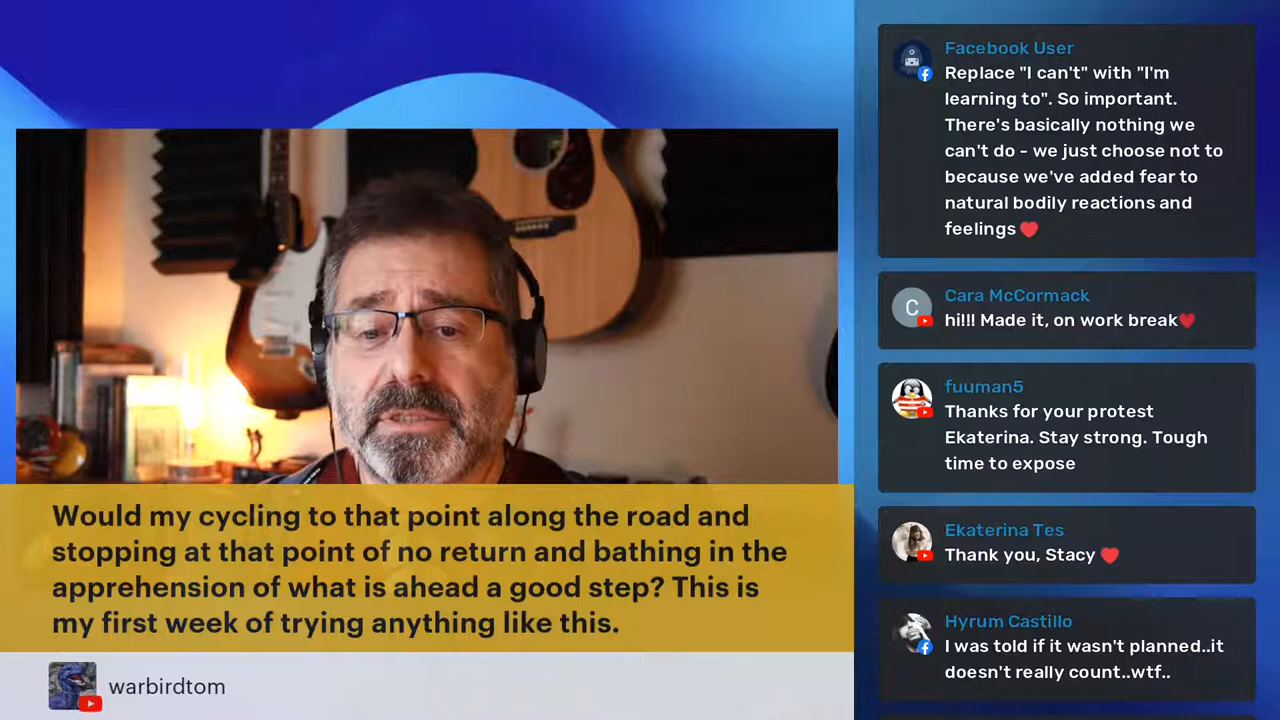 Would my cycling to that point along the road and
stopping at that point of no return and bathing in the
apprehension of what is ahead a good step? This is
my first week of trying anything like this.
warbirdtom
Facebook User
Replace "I can't" with "I'm
learning to". So important.
There's basically nothing we
can't do - we just choose not to
because we've added fear to
natural bodily reactions and
feelings ❤️
C
Cara McCormack
hi!!! Made it, on work break❤️
fuuman5
Thanks for your protest
Ekaterina. Stay strong. Tough
time to expose
Ekaterina Tes
Thank you, Stacy ❤️
Hyrum Castillo
I was told if it wasn't planned..it
doesn't really count..wtf..